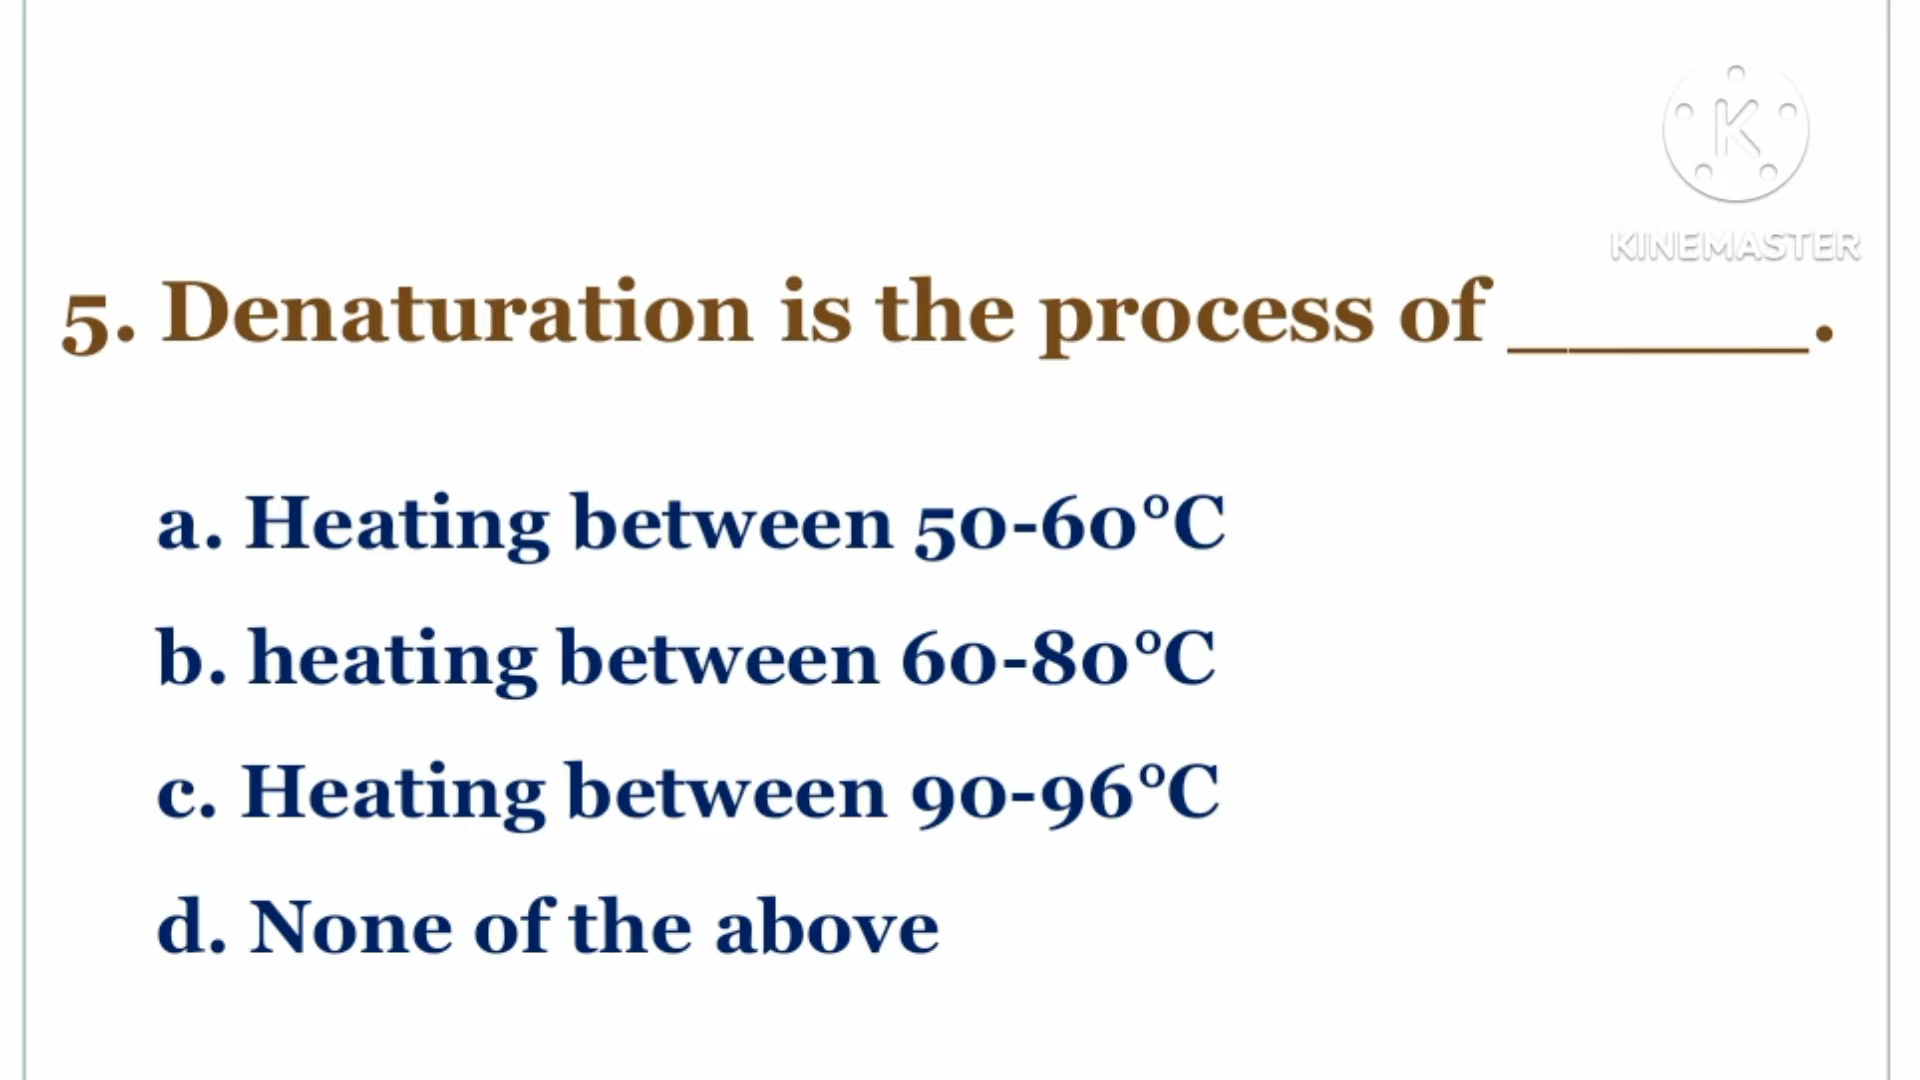 K
KINEMASTER
5. Denaturation is the process of ______.
a. Heating between 50-60°C
b. heating between 60-80°C
c. Heating between 90-96°C
d. None of the above